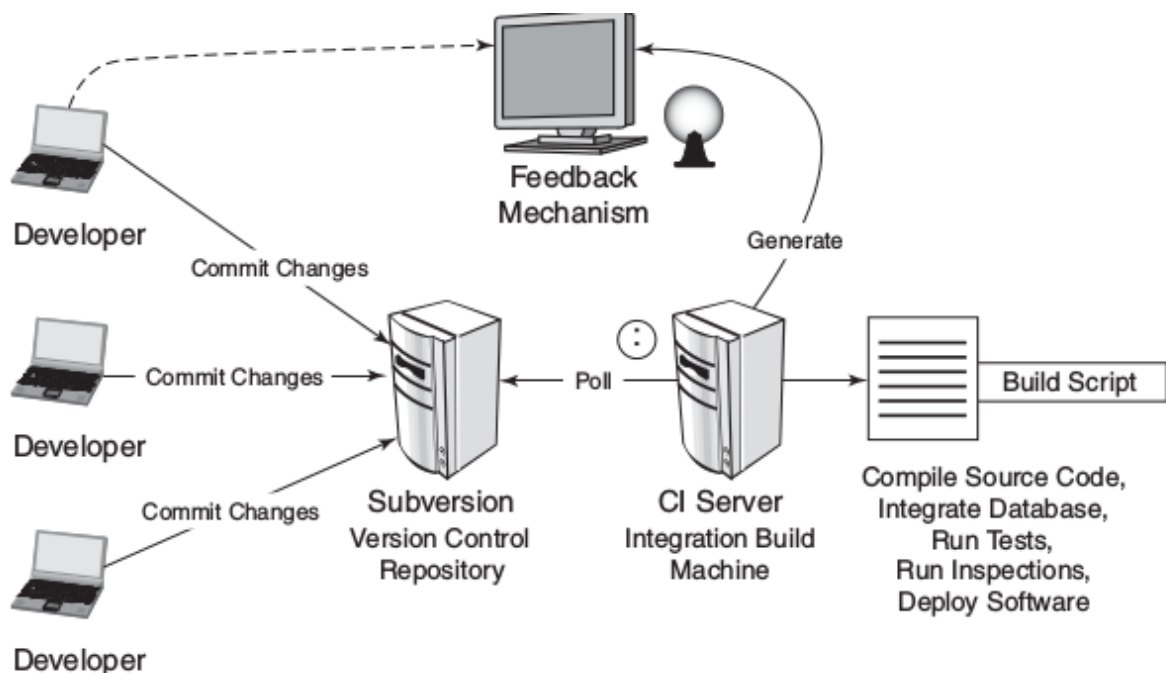 Feedback
Mechanism
Developer
Commit Changes
Generate
Developer
Commit Changes
Poll
Build Script
Subversion
Version Control
Repository
CI Server
Integration Build
Machine
Compile Source Code,
Integrate Database,
Run Tests,
Run Inspections,
Deploy Software
Commit Changes
Developer